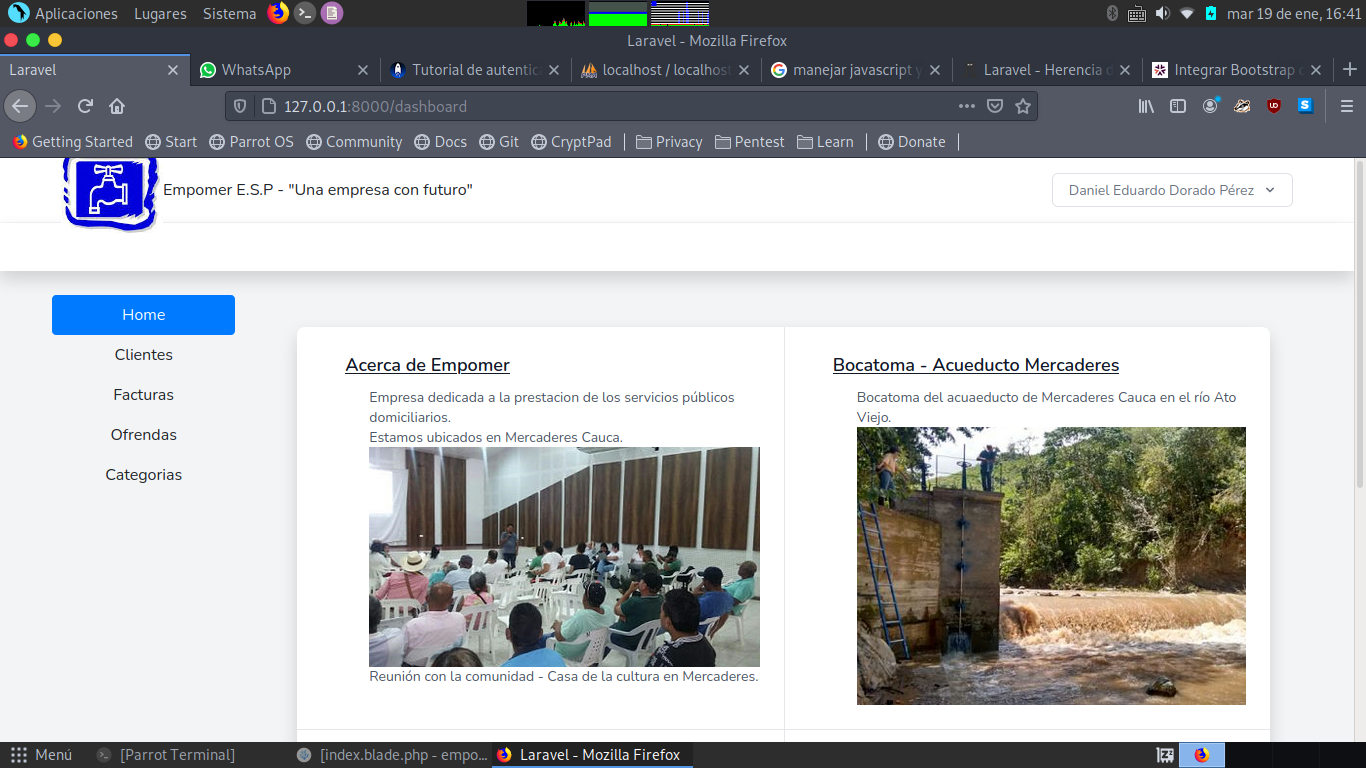 Aplicaciones Lugares Sistema mar 19 de ene, 16:41
Laravel - Mozilla Firefox
Laravel WhatsApp Tutorial de autentic localhost / localhos manejar javascript y Laravel - Herencia d Integrar Bootstrap c
127.0.0.1:8000/dashboard
Getting Started Start Parrot OS Community Docs Git CryptPad Privacy Pentest Learn Donate
Empomer E.S.P - "Una empresa con futuro" Daniel Eduardo Dorado Pérez
Home
Clientes
Facturas
Ofrendas
Categorias
Acerca de Empomer
Empresa dedicada a la prestacion de los servicios públicos
domiciliarios.
Estamos ubicados en Mercaderes Cauca.
Reunión con la comunidad - Casa de la cultura en Mercaderes.
Bocatoma - Acueducto Mercaderes
Bocatoma del acuaeducto de Mercaderes Cauca en el río Ato
Viejo.
Menú [Parrot Terminal] [index.blade.php - empo... Laravel - Mozilla Firefox